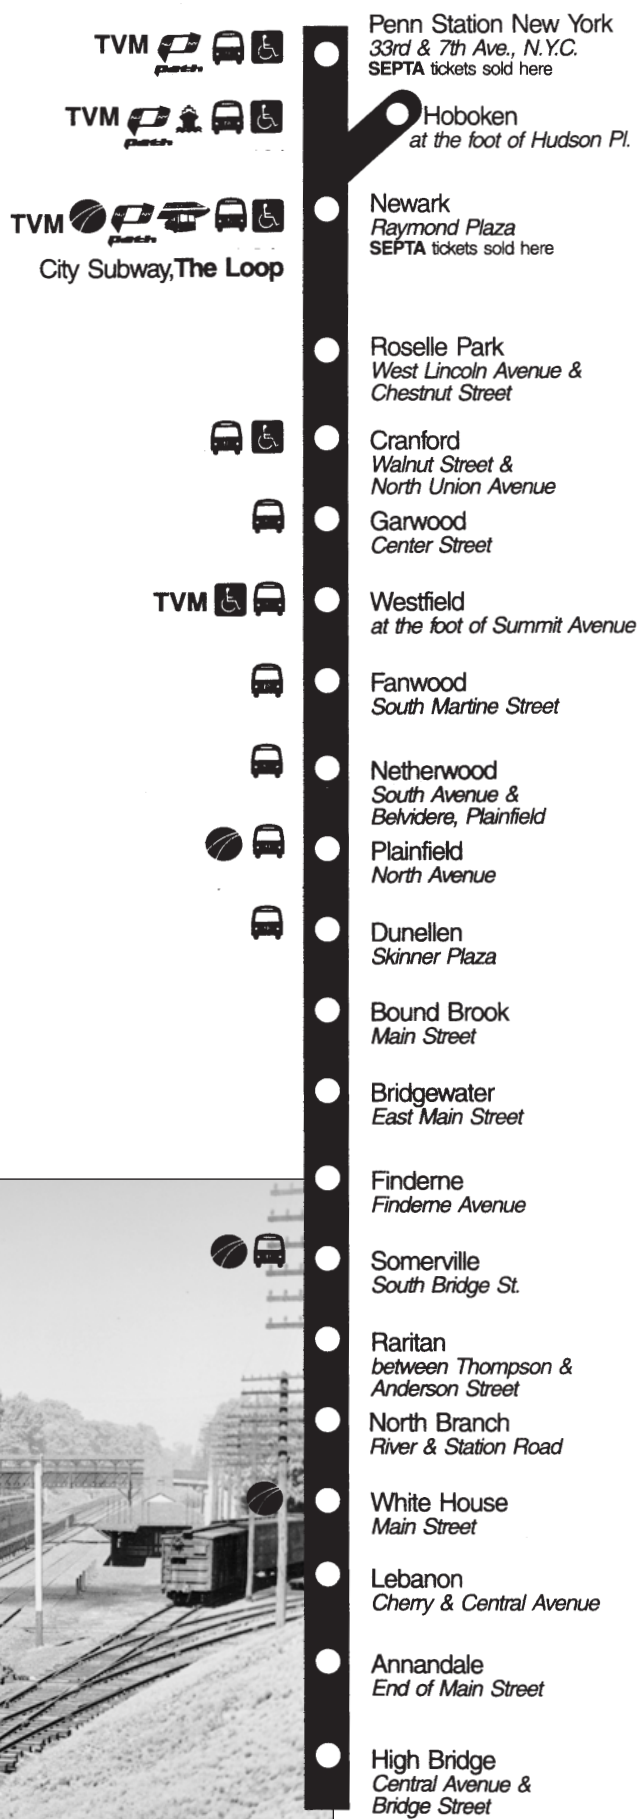 TVM path
Penn Station New York
33rd & 7th Ave., N.Y.C.
SEPTA tickets sold here
TVM path
Hoboken
at the foot of Hudson Pl.
TVM path
City Subway,The Loop
Newark
Raymond Plaza
SEPTA tickets sold here
Roselle Park
West Lincoln Avenue &
Chestnut Street
Cranford
Walnut Street &
North Union Avenue
Garwood
Center Street
TVM
Westfield
at the foot of Summit Avenue
Fanwood
South Martine Street
Netherwood
South Avenue &
Belvidere, Plainfield
Plainfield
North Avenue
Dunellen
Skinner Plaza
Bound Brook
Main Street
Bridgewater
East Main Street
Finderne
Finderne Avenue
Somerville
South Bridge St.
Raritan
between Thompson &
Anderson Street
North Branch
River & Station Road
White House
Main Street
Lebanon
Cherry & Central Avenue
Annandale
End of Main Street
High Bridge
Central Avenue &
Bridge Street